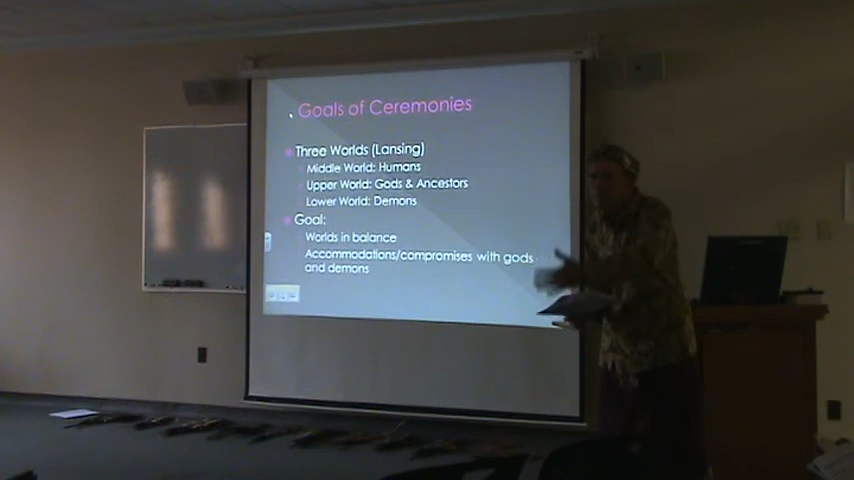 Goals of Ceremonies
Three Worlds (Lansing)
Middle World: Humans
Upper World: Gods & Ancestors
Lower World: Demons
Goal:
Worlds in balance
Accommodations/compromises with gods
and demons